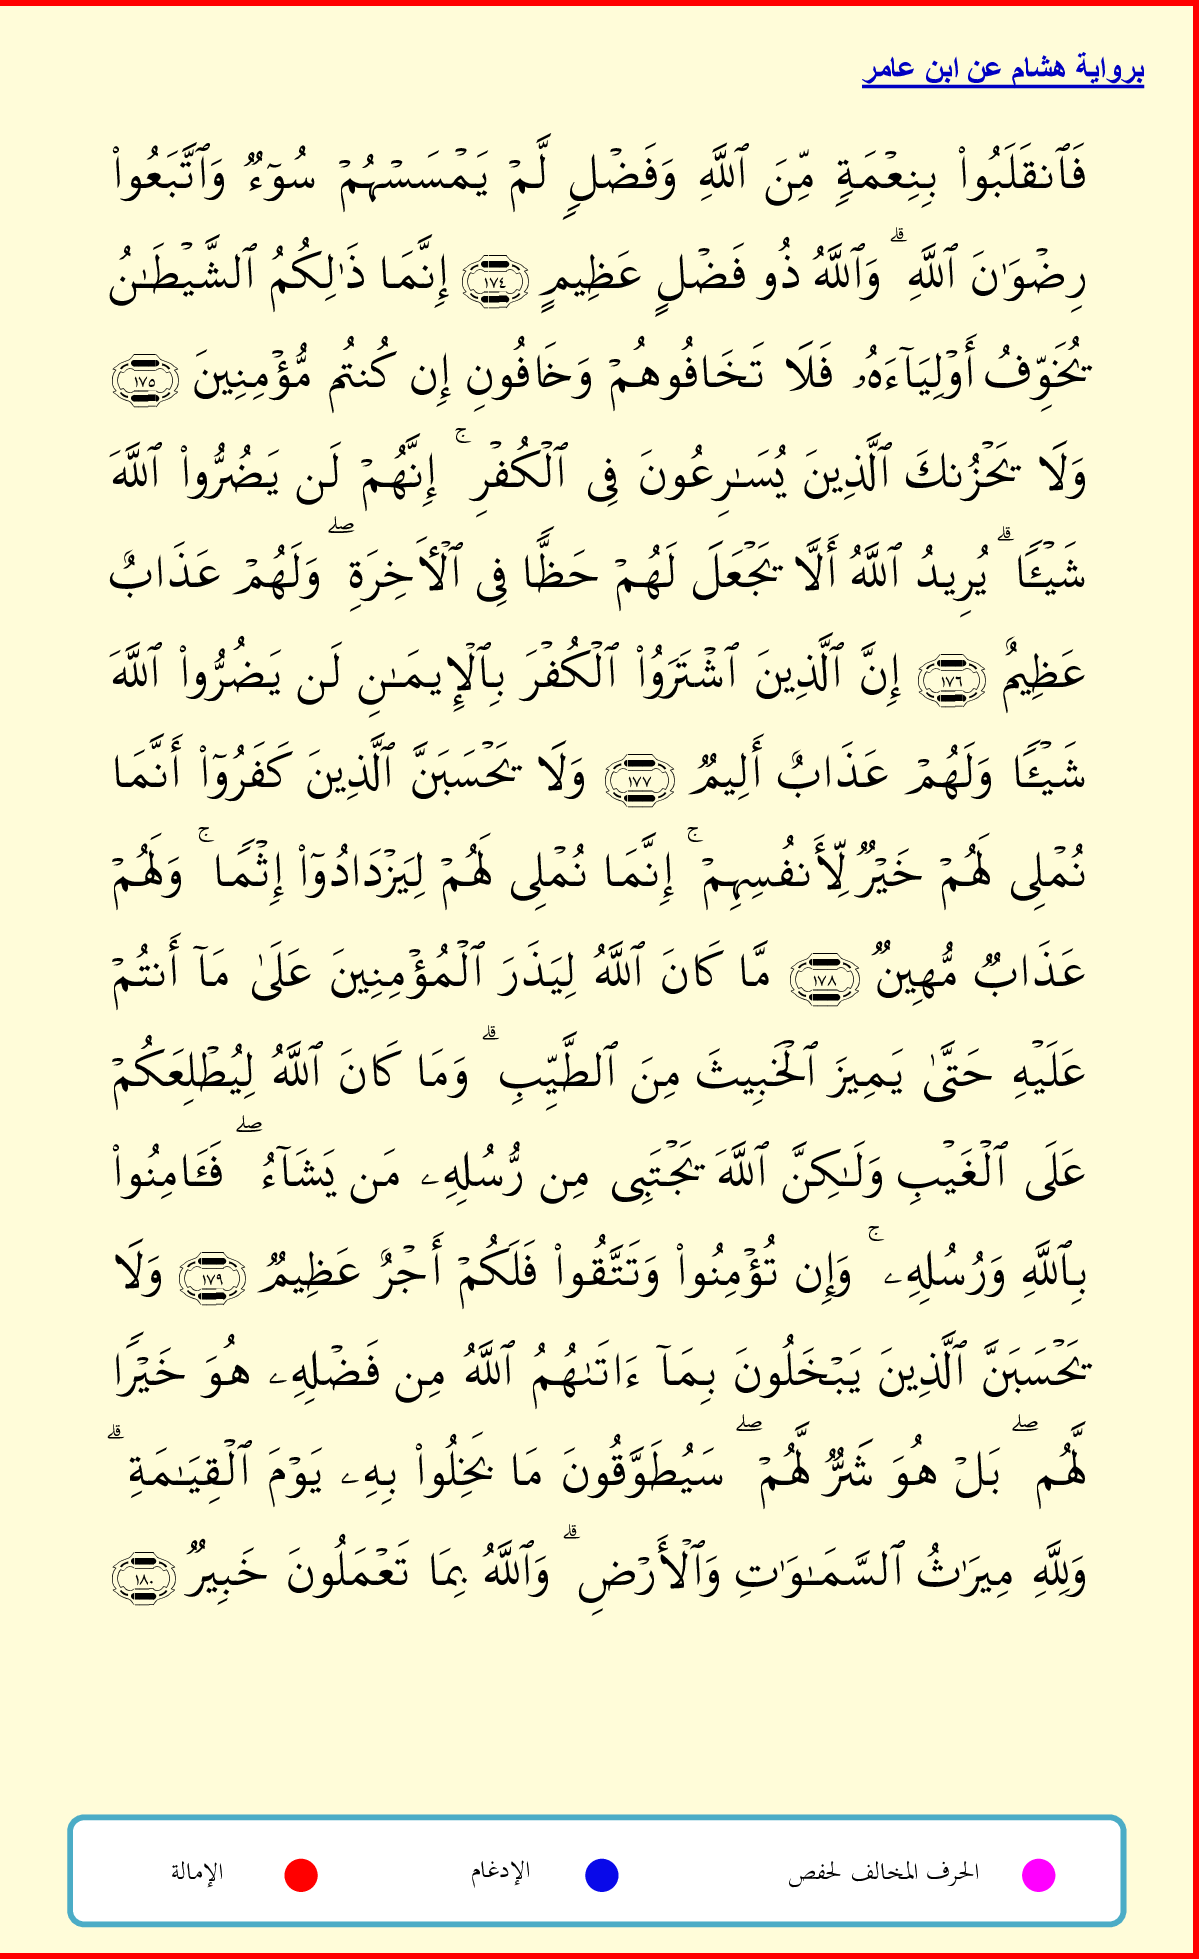 برواية هشام عن ابن عامر
فَٱنقَلَبُوا۟ بِنِعْمَةٍ مِّنَ ٱللَّهِ وَفَضْلٍ لَّمْ يَمْسَسْهُمْ سُوٓءٌ وَٱتَّبَعُوا۟
رِضْوَٰنَ ٱللَّهِ ۗ وَٱللَّهُ ذُو فَضْلٍ عَظِيمٍ ١٧٤ إِنَّمَا ذَٰلِكُمُ ٱلشَّيْطَـٰنُ
يُخَوِّفُ أَوْلِيَآءَهُۥ فَلَا تَخَافُوهُمْ وَخَافُونِ إِن كُنتُم مُّؤْمِنِينَ ١٧٥
وَلَا يَحْزُنكَ ٱلَّذِينَ يُسَـٰرِعُونَ فِى ٱلْكُفْرِ ۚ إِنَّهُمْ لَن يَضُرُّوا۟ ٱللَّهَ
شَيْـًٔا ۗ يُرِيدُ ٱللَّهُ أَلَّا يَجْعَلَ لَهُمْ حَظًّا فِى ٱلْـَٔاخِرَةِ ۖ وَلَهُمْ عَذَابٌ
عَظِيمٌ ١٧٦ إِنَّ ٱلَّذِينَ ٱشْتَرَوُا۟ ٱلْكُفْرَ بِٱلْإِيمَـٰنِ لَن يَضُرُّوا۟ ٱللَّهَ
شَيْـًٔا وَلَهُمْ عَذَابٌ أَلِيمٌ ١٧٧ وَلَا يَحْسَبَنَّ ٱلَّذِينَ كَفَرُوٓا۟ أَنَّمَا
نُمْلِى لَهُمْ خَيْرٌ لِّأَنفُسِهِمْ ۚ إِنَّمَا نُمْلِى لَهُمْ لِيَزْدَادُوٓا۟ إِثْمًا ۚ وَلَهُمْ
عَذَابٌ مُّهِينٌ ١٧٨ مَّا كَانَ ٱللَّهُ لِيَذَرَ ٱلْمُؤْمِنِينَ عَلَىٰ مَآ أَنتُمْ
عَلَيْهِ حَتَّىٰ يَمِيزَ ٱلْخَبِيثَ مِنَ ٱلطَّيِّبِ ۗ وَمَا كَانَ ٱللَّهُ لِيُطْلِعَكُمْ
عَلَى ٱلْغَيْبِ وَلَـٰكِنَّ ٱللَّهَ يَجْتَبِى مِن رُّسُلِهِۦ مَن يَشَآءُ ۖ فَـَٔامِنُوا۟
بِٱللَّهِ وَرُسُلِهِۦ ۚ وَإِن تُؤْمِنُوا۟ وَتَتَّقُوا۟ فَلَكُمْ أَجْرٌ عَظِيمٌ ١٧٩ وَلَا
يَحْسَبَنَّ ٱلَّذِينَ يَبْخَلُونَ بِمَآ ءَاتَىٰهُمُ ٱللَّهُ مِن فَضْلِهِۦ هُوَ خَيْرًا
لَّهُم ۖ بَلْ هُوَ شَرٌّ لَّهُمْ ۖ سَيُطَوَّقُونَ مَا بَخِلُوا۟ بِهِۦ يَوْمَ ٱلْقِيَـٰمَةِ ۗ
وَلِلَّهِ مِيرَٰثُ ٱلسَّمَـٰوَٰتِ وَٱلْأَرْضِ ۗ وَٱللَّهُ بِمَا تَعْمَلُونَ خَبِيرٌ ١٨٠
الحرف المخالف لحفص الإدغام الإمالة